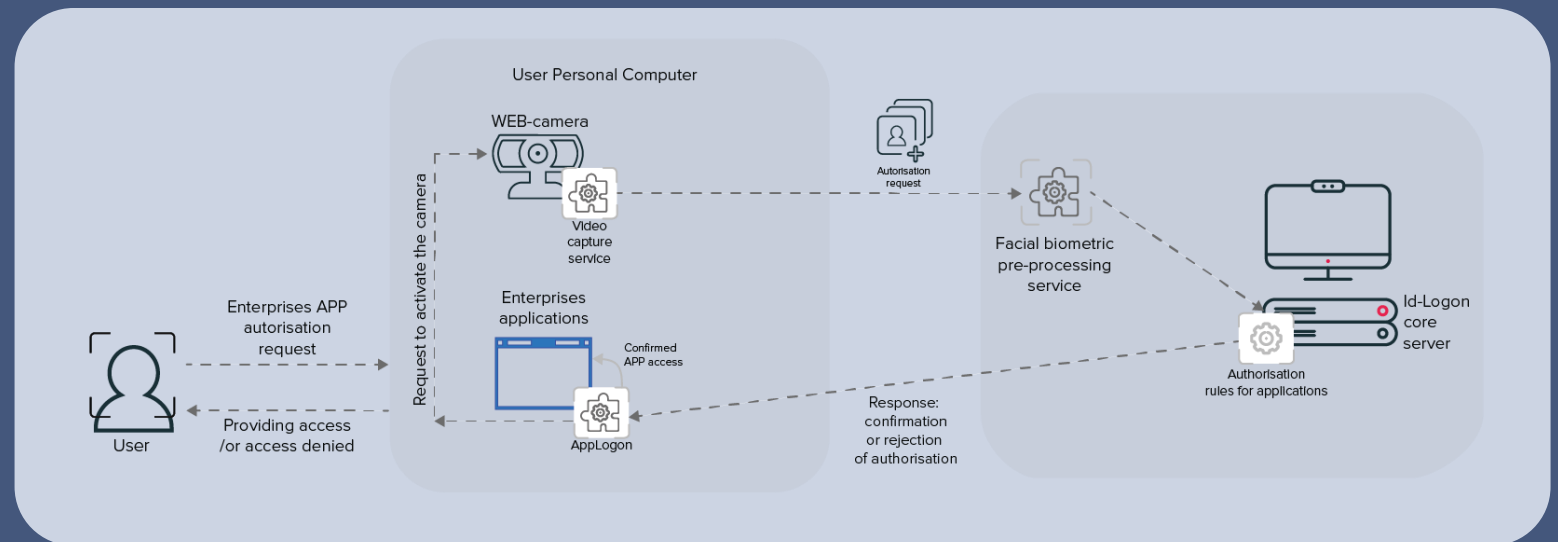 User Personal Computer
WEB-camera
Video
capture
service
Request to activate the camera
Enterprises
applications
Confirmed
APP access
AppLogon
Enterprises APP
autorisation
request
Providing access
/or access denied
User
Autorisation
request
Facial biometric
pre-processing
service
Id-Logon
core
server
Authorisation
rules for applications
Response:
confirmation
or rejection
of authorisation